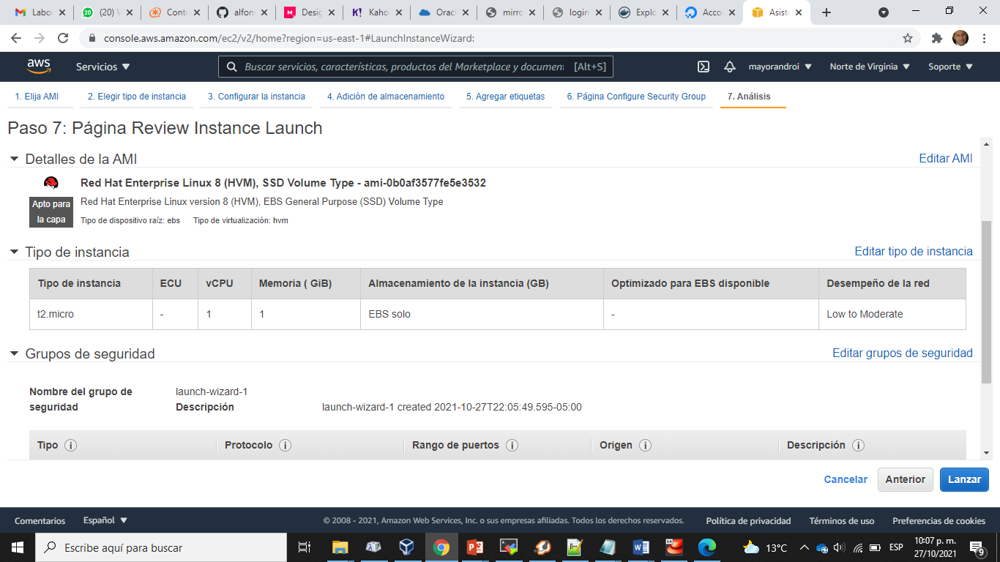 Labor
(20) W
Conte
alfon
Desig
Kaho
Oracl
mirro
login
Explo
Acco
Asiste
console.aws.amazon.com/ec2/v2/home?region=us-east-1#LaunchInstanceWizard:
aws
Servicios
Buscar servicios, características, productos del Marketplace y documen
[Alt+S]
mayorandroi
Norte de Virginia
Soporte
1. Elija AMI
2. Elegir tipo de instancia
3. Configurar la instancia
4. Adición de almacenamiento
5. Agregar etiquetas
6. Página Configure Security Group
7. Análisis
Paso 7: Página Review Instance Launch
Detalles de la AMI
Editar AMI
Red Hat Enterprise Linux 8 (HVM), SSD Volume Type - ami-0b0af3577fe5e3532
Apto para
la capa
Red Hat Enterprise Linux version 8 (HVM), EBS General Purpose (SSD) Volume Type
Tipo de dispositivo raíz: ebs
Tipo de virtualización: hvm
Tipo de instancia
Editar tipo de instancia
Tipo de instancia ECU vCPU Memoria ( GiB) Almacenamiento de la instancia (GB) Optimizado para EBS disponible Desempeño de la red
t2.micro - 1 1 EBS solo - Low to Moderate
Grupos de seguridad
Editar grupos de seguridad
Nombre del grupo de
seguridad
launch-wizard-1
Descripción
launch-wizard-1 created 2021-10-27T22:05:49.595-05:00
Tipo Protocolo Rango de puertos Origen Descripción
Cancelar
Anterior
Lanzar
Comentarios
Español
© 2008 - 2021, Amazon Web Services, Inc. o sus empresas afiliadas. Todos los derechos reservados.
Política de privacidad
Términos de uso
Preferencias de cookies
Escribe aquí para buscar
13°C
ESP
10:07 p. m.
27/10/2021
9